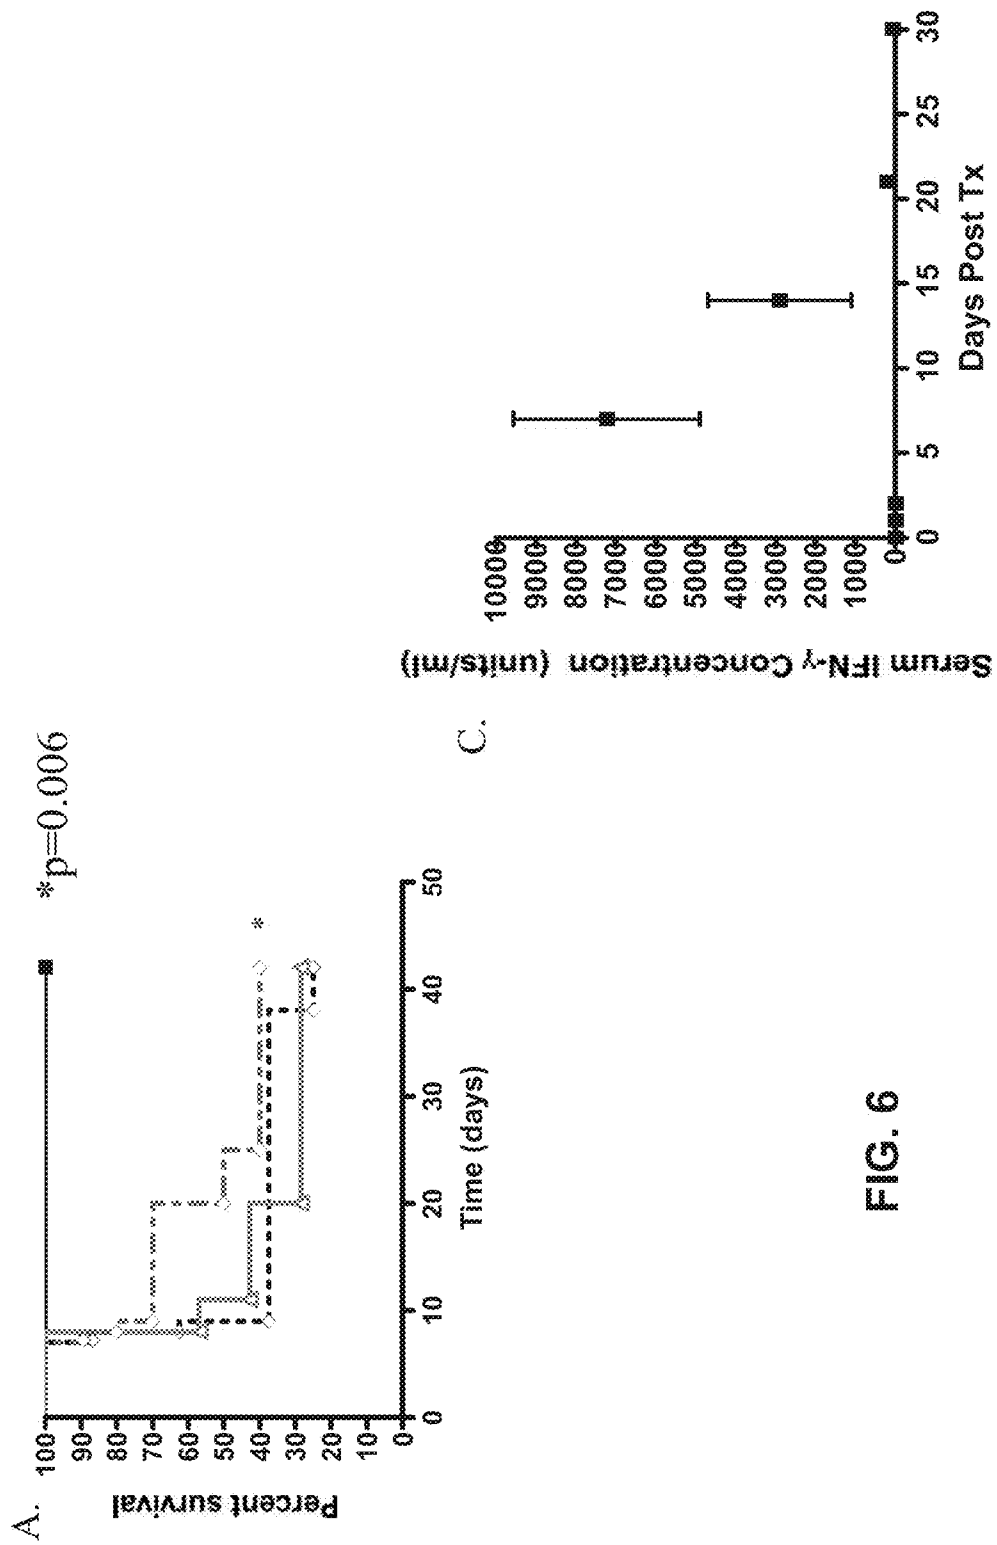 A.
*p=0.006
Percent survival
100
90
80
70
60
50
40
30
20
10
0
*
0 10 20 30 40 50
Time (days)
C.
Serum IFN-γ Concentration (units/ml)
10000
9000
8000
7000
6000
5000
4000
3000
2000
1000
0
0 5 10 15 20 25 30
Days Post Tx
FIG. 6